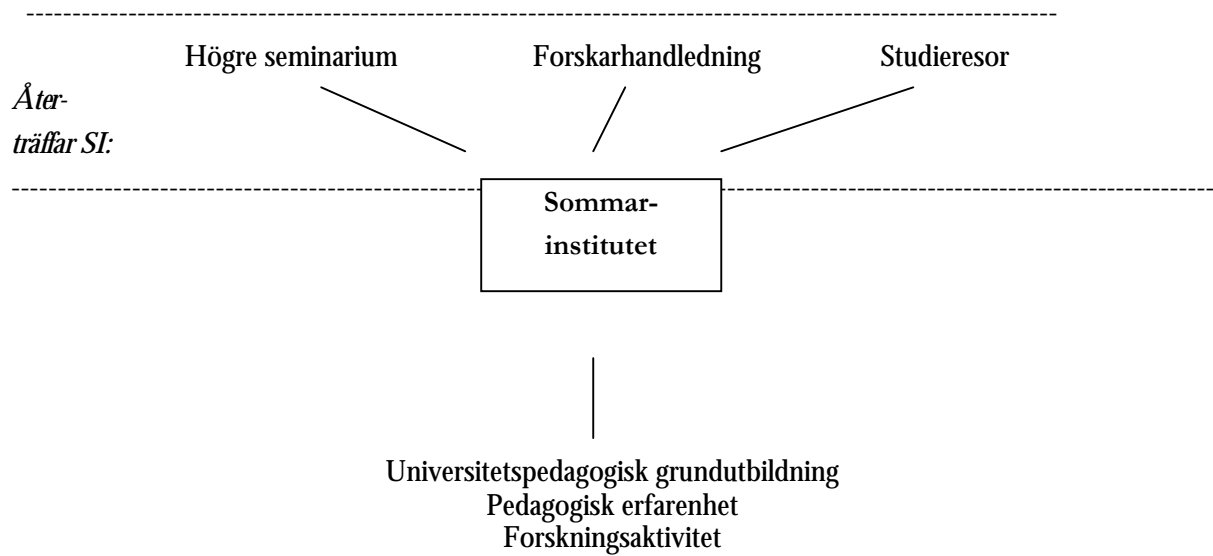 Högre seminarium Forskarhandledning Studieresor
Åter-
träffar SI:
Sommar-
institutet
Universitetspedagogisk grundutbildning
Pedagogisk erfarenhet
Forskningsaktivitet